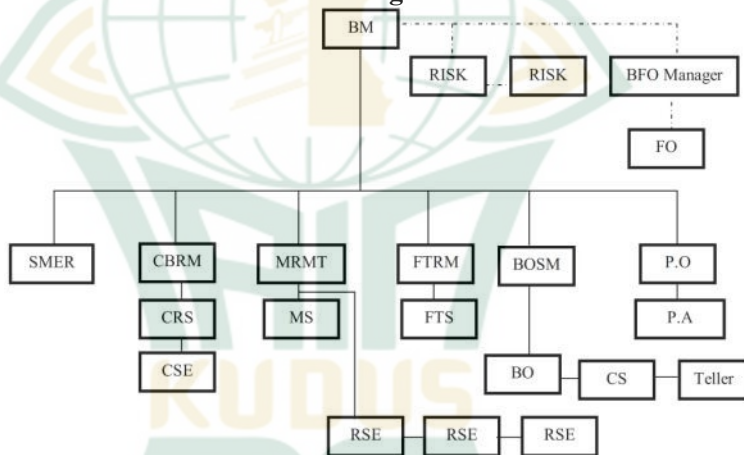 BM
RISK RISK BFO Manager
FO
SMER CBRM MRMT FTRM BOSM P.O
CRS MS FTS P.A
CSE BO CS Teller
RSE RSE RSE
KUDUS